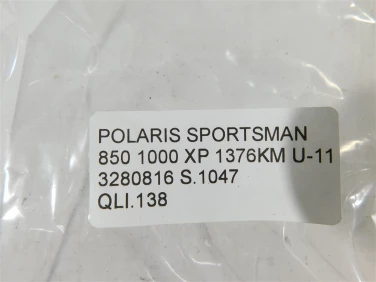 POLARIS SPORTSMAN
850 1000 XP 1376KM U-11
3280816 S.1047
QLI.138